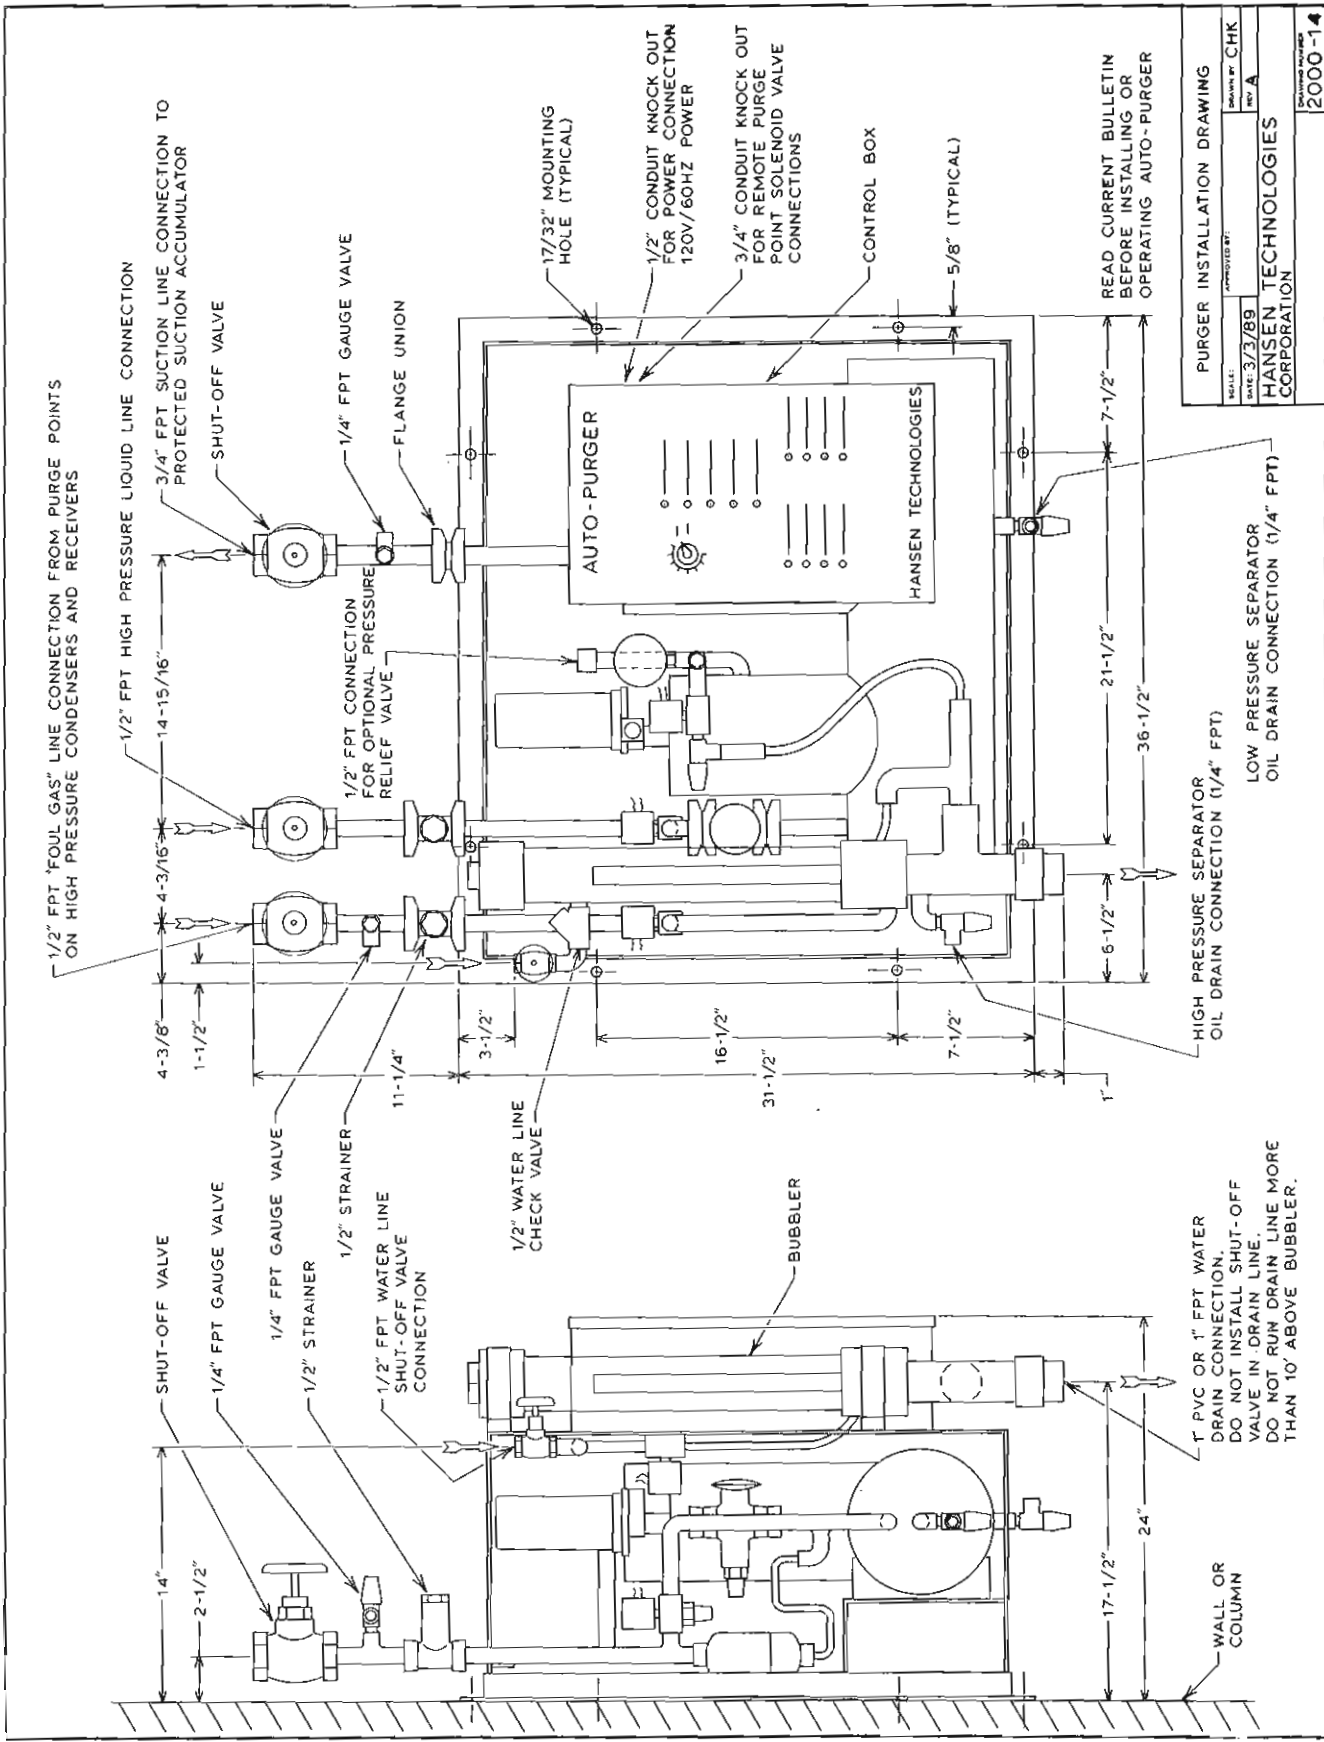 1/2" FPT "FOUL GAS" LINE CONNECTION FROM PURGE POINTS
ON HIGH PRESSURE CONDENSERS AND RECEIVERS
1/2" FPT HIGH PRESSURE LIQUID LINE CONNECTION
3/4" FPT SUCTION LINE CONNECTION TO
PROTECTED SUCTION ACCUMULATOR
SHUT-OFF VALVE
1/4" FPT GAUGE VALVE
FLANGE UNION
17/32" MOUNTING
HOLE (TYPICAL)
1/2" CONDUIT KNOCK OUT
FOR POWER CONNECTION
120V/60HZ POWER
3/4" CONDUIT KNOCK OUT
FOR REMOTE PURGE
POINT SOLENOID VALVE
CONNECTIONS
CONTROL BOX
5/8" (TYPICAL)
READ CURRENT BULLETIN
BEFORE INSTALLING OR
OPERATING AUTO-PURGER
4-3/8"
4-3/16"
14-15/16"
1-1/2"
1/2" FPT CONNECTION
FOR OPTIONAL PRESSURE
RELIEF VALVE
AUTO-PURGER
HANSEN TECHNOLOGIES
11-1/4"
3-1/2"
16-1/2"
31-1/2"
7-1/2"
1"
6-1/2"
21-1/2"
7-1/2"
36-1/2"
HIGH PRESSURE SEPARATOR
OIL DRAIN CONNECTION (1/4" FPT)
LOW PRESSURE SEPARATOR
OIL DRAIN CONNECTION (1/4" FPT)
SHUT-OFF VALVE
1/4" FPT GAUGE VALVE
1/4" FPT GAUGE VALVE
1/2" STRAINER
1/2" STRAINER
1/2" FPT WATER LINE
SHUT-OFF VALVE
CONNECTION
1/2" WATER LINE
CHECK VALVE
BUBBLER
14"
2-1/2"
17-1/2"
24"
1" PVC OR 1" FPT WATER
DRAIN CONNECTION.
DO NOT INSTALL SHUT-OFF
VALVE IN DRAIN LINE.
DO NOT RUN DRAIN LINE MORE
THAN 10' ABOVE BUBBLER.
WALL OR
COLUMN
PURGER INSTALLATION DRAWING
SCALE: APPROVED BY: DRAWN BY CHK
DATE: 3/3/89 REV A
HANSEN TECHNOLOGIES
CORPORATION
DRAWING NUMBER
2000-14